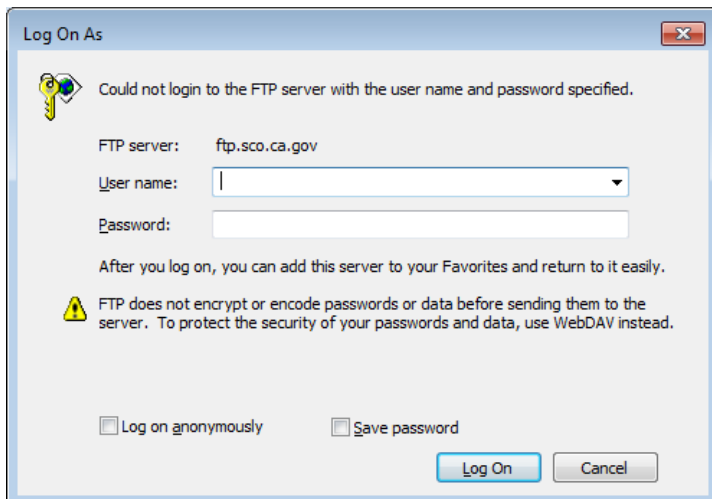 Log On As
Could not login to the FTP server with the user name and password specified.
FTP server: ftp.sco.ca.gov
User name:
Password:
After you log on, you can add this server to your Favorites and return to it easily.
FTP does not encrypt or encode passwords or data before sending them to the
server. To protect the security of your passwords and data, use WebDAV instead.
Log on anonymously Save password
Log On Cancel